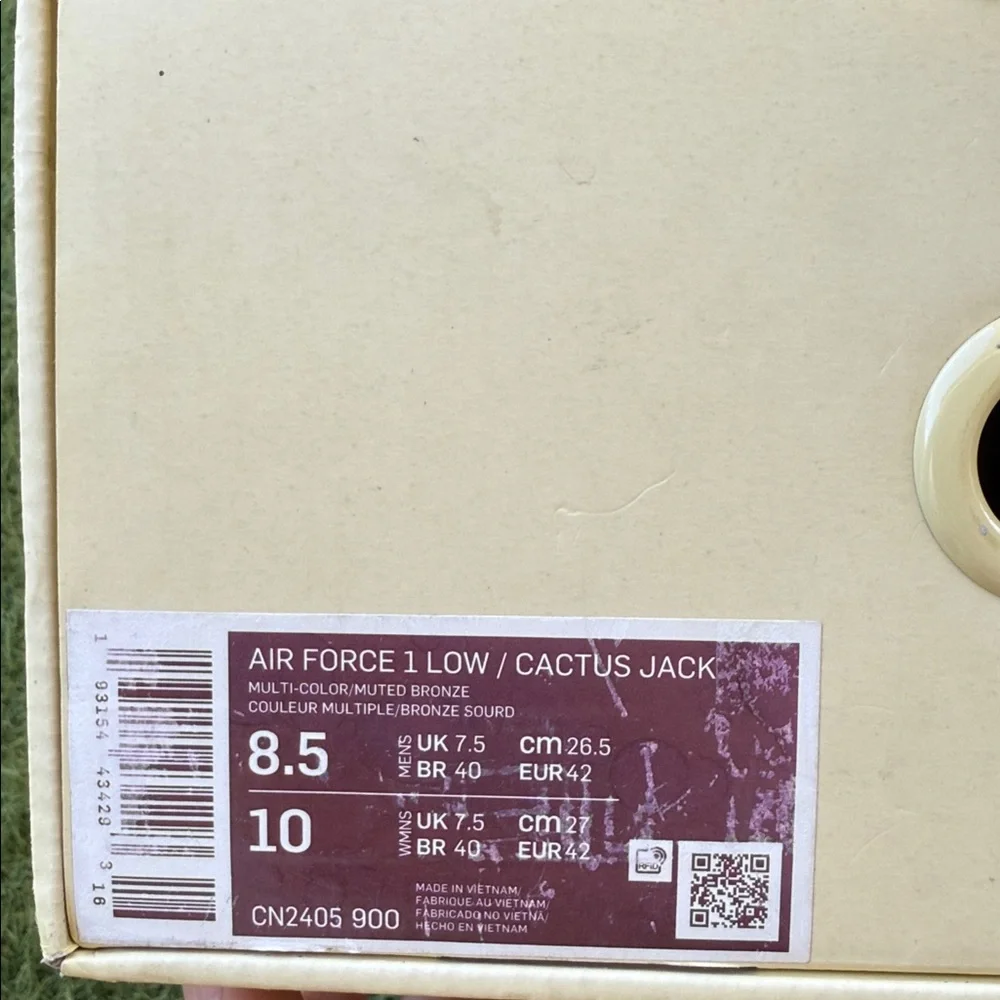 AIR FORCE 1 LOW / CACTUS JACK
MULTI-COLOR/MUTED BRONZE
COULEUR MULTIPLE/BRONZE SOURD
8.5 MENS UK 7.5 cm 26.5
BR 40 EUR 42
10 WMNS UK 7.5 cm 27
BR 40 EUR 42
RFID
MADE IN VIETNAM/
FABRIQUE AU VIETNAM/
FABRICADO NO VIETNÃ/
HECHO EN VIETNAM
CN2405 900
1 93154 43428 3 16